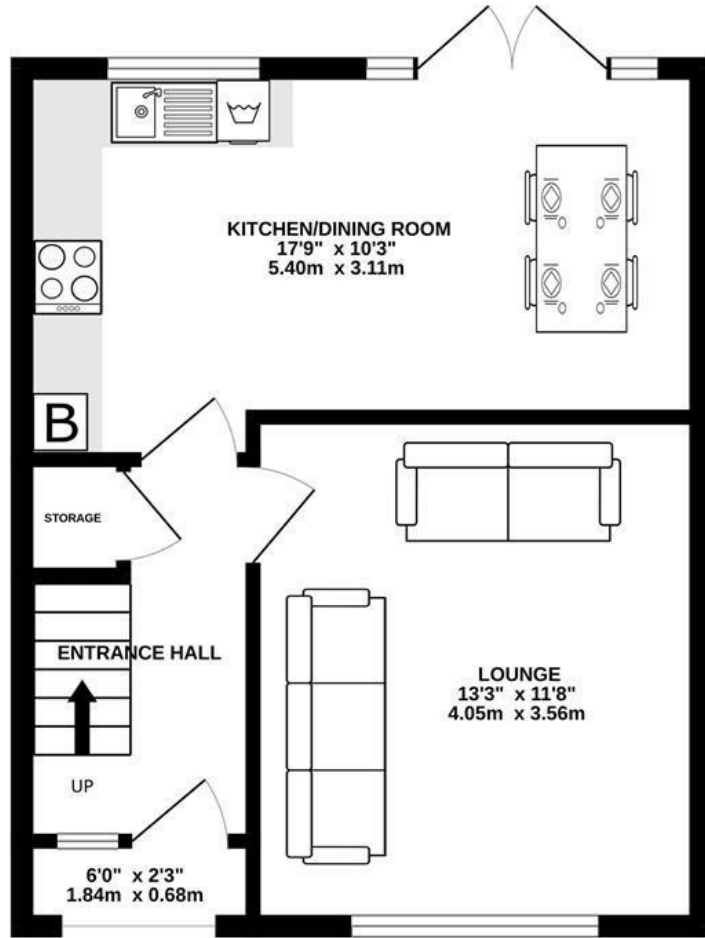 KITCHEN/DINING ROOM
17'9" x 10'3"
5.40m x 3.11m
B
STORAGE
ENTRANCE HALL
UP
LOUNGE
13'3" x 11'8"
4.05m x 3.56m
6'0" x 2'3"
1.84m x 0.68m